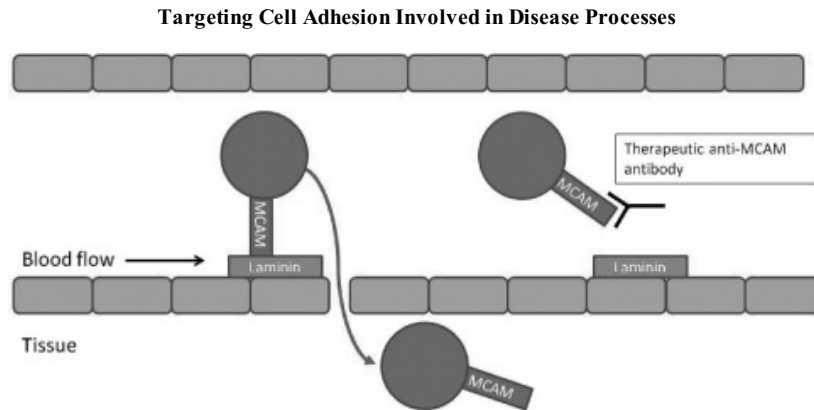 Targeting Cell Adhesion Involved in Disease Processes
MCAM
Laminin
MCAM
Therapeutic anti-MCAM
antibody
Blood flow
Laminin
Tissue
MCAM